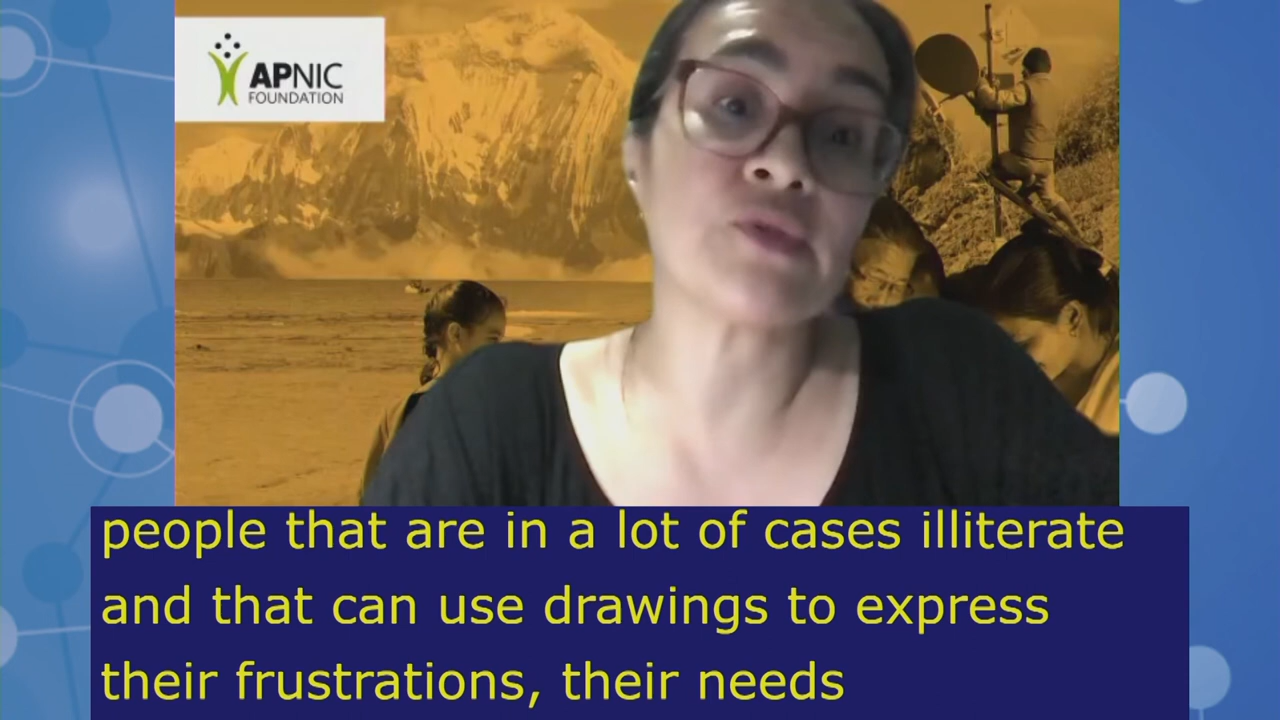 APNIC
FOUNDATION
people that are in a lot of cases illiterate
and that can use drawings to express
their frustrations, their needs